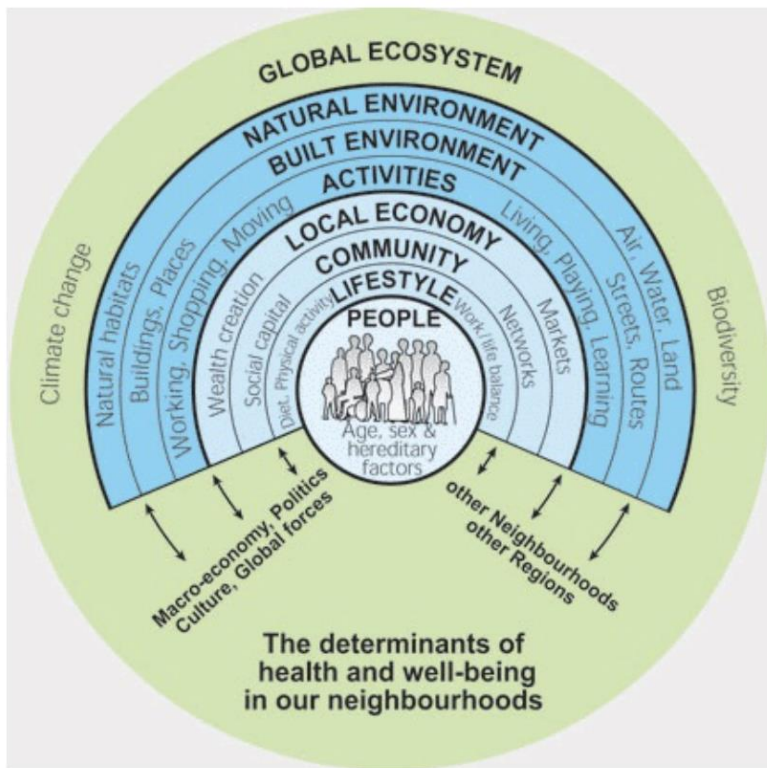 GLOBAL ECOSYSTEM
NATURAL ENVIRONMENT
BUILT ENVIRONMENT
ACTIVITIES
LOCAL ECONOMY
COMMUNITY
LIFESTYLE
PEOPLE
Age, sex &
hereditary
factors
Climate change
Natural habitats
Buildings, Places
Working, Shopping, Moving
Wealth creation
Social capital
Diet, Physical activity
Work/life balance
Networks
Markets
Living, Playing, Learning
Streets, Routes
Air, Water, Land
Biodiversity
Macro-economy, Politics
Culture, Global forces
other Neighbourhoods
other Regions
The determinants of
health and well-being
in our neighbourhoods